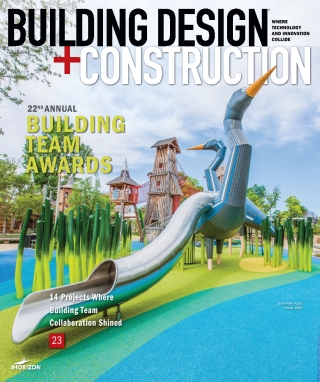 BUILDING DESIGN
+CONSTRUCTION
WHERE
TECHNOLOGY
AND INNOVATION
COLLIDE
22ND ANNUAL
BUILDING
TEAM
AWARDS
14 Projects Where
Building Team
Collaboration Shined
23
HORIZON